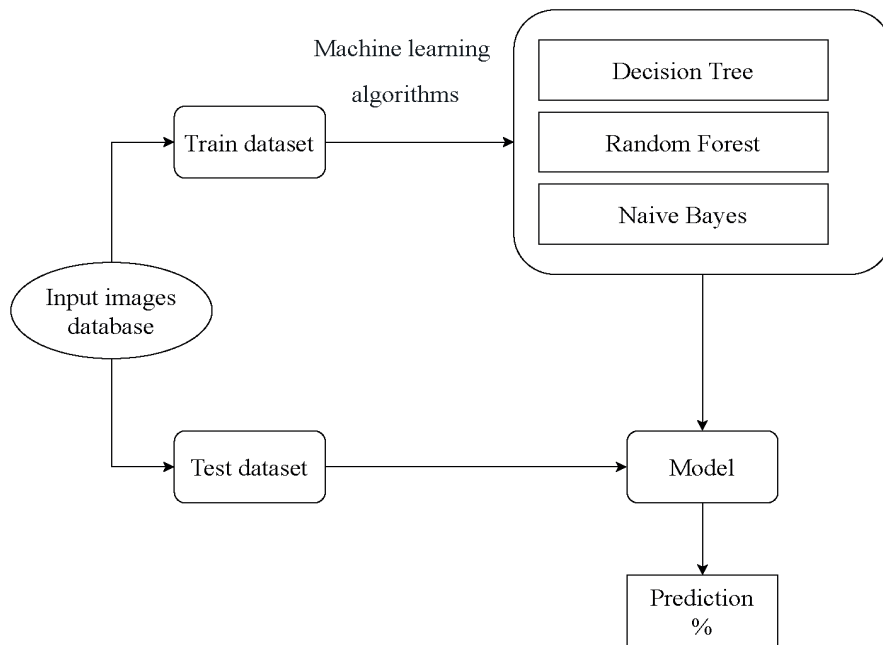 Machine learning
algorithms
Decision Tree
Random Forest
Naive Bayes
Train dataset
Input images
database
Test dataset
Model
Prediction
%